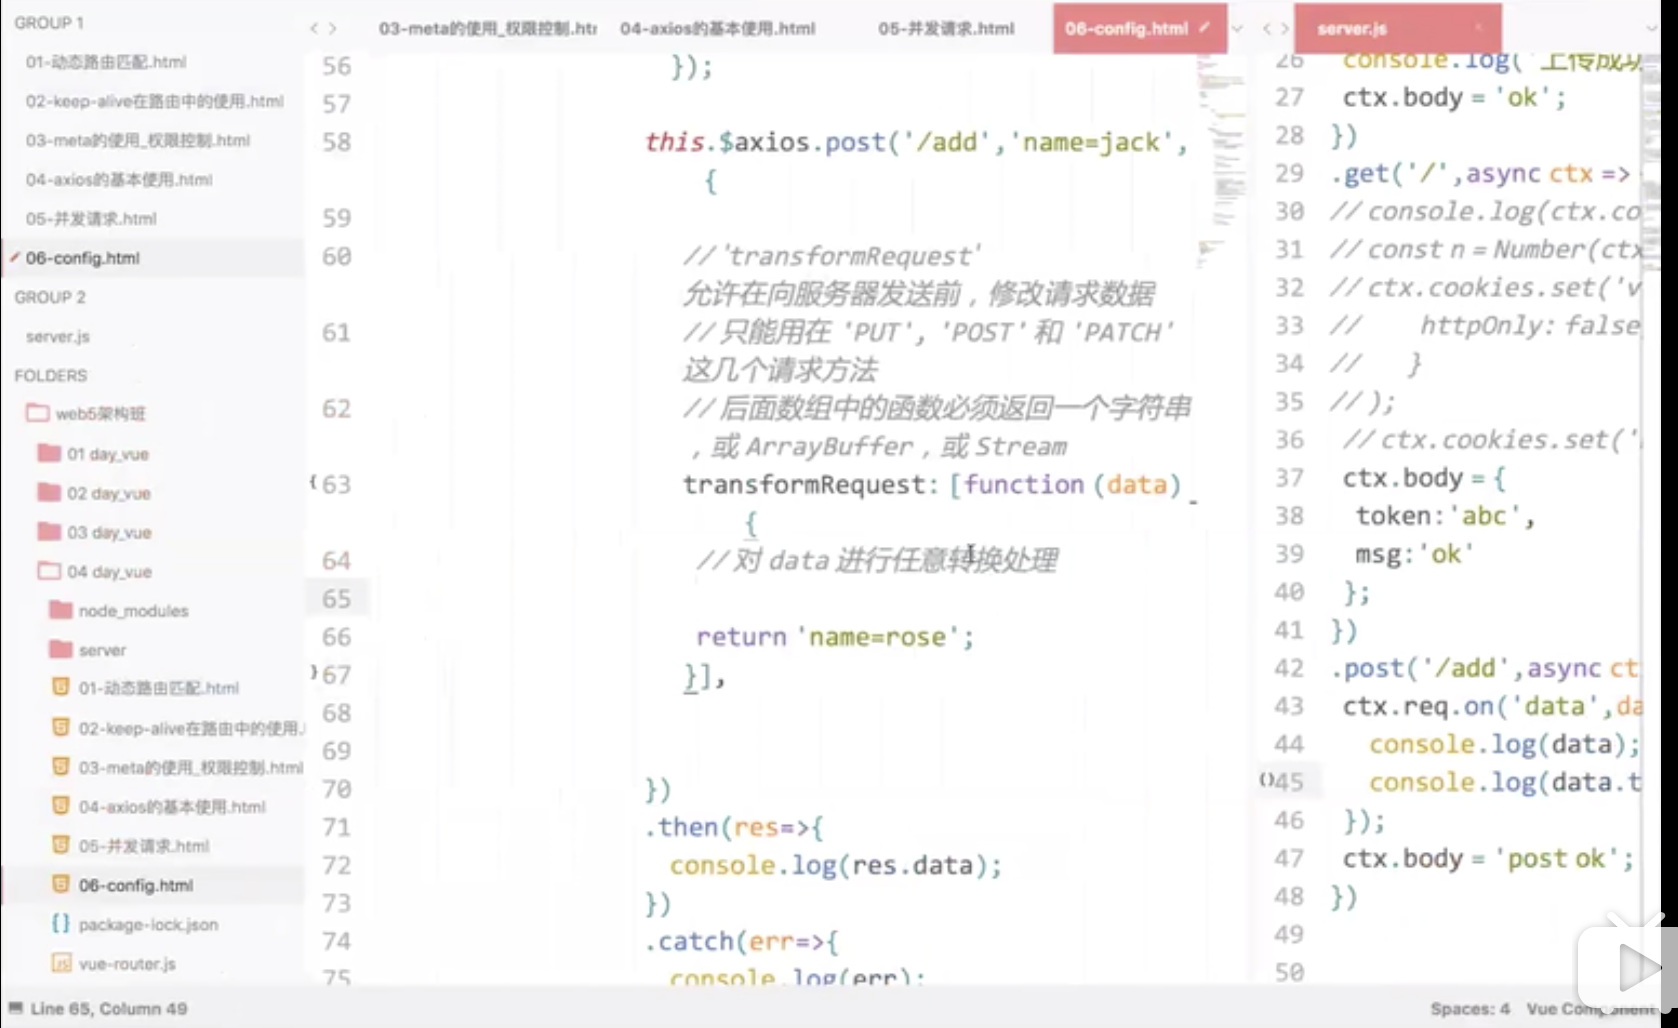 GROUP 1
01-动态路由匹配.html
02-keep-alive在路由中的使用.html
03-meta的使用_权限控制.html
04-axios的基本使用.html
05-并发请求.html
06-config.html
GROUP 2
server.js
FOLDERS
web5架构班
01 day_vue
02 day_vue
03 day_vue
04 day_vue
node_modules
server
01-动态路由匹配.html
02-keep-alive在路由中的使用.
03-meta的使用_权限控制.html
04-axios的基本使用.html
05-并发请求.html
06-config.html
package-lock.json
vue-router.js
03-meta的使用_权限控制.htm
04-axios的基本使用.html
05-并发请求.html
06-config.html
56 });
57
58 this.$axios.post('/add','name=jack',
{
59
60 // 'transformRequest'
允许在向服务器发送前，修改请求数据
61 // 只能用在 'PUT', 'POST' 和 'PATCH'
这几个请求方法
62 // 后面数组中的函数必须返回一个字符串
，或 ArrayBuffer，或 Stream
63 transformRequest: [function (data)
{
64 // 对 data 进行任意转换处理
65
66 return 'name=rose';
67 }],
68
69
70 })
71 .then(res=>{
72 console.log(res.data);
73 })
74 .catch(err=>{
75 console.log(err);
server.js
26 console.log('上传成功
27 ctx.body = 'ok';
28 })
29 .get('/',async ctx =>
30 // console.log(ctx.co
31 // const n = Number(ctx
32 // ctx.cookies.set('v
33 // httpOnly: false
34 // }
35 // );
36 // ctx.cookies.set('
37 ctx.body = {
38 token:'abc',
39 msg:'ok'
40 };
41 })
42 .post('/add',async ct
43 ctx.req.on('data',da
44 console.log(data);
45 console.log(data.t
46 });
47 ctx.body = 'post ok';
48 })
49
50
Line 65, Column 49
Spaces: 4
Vue Component